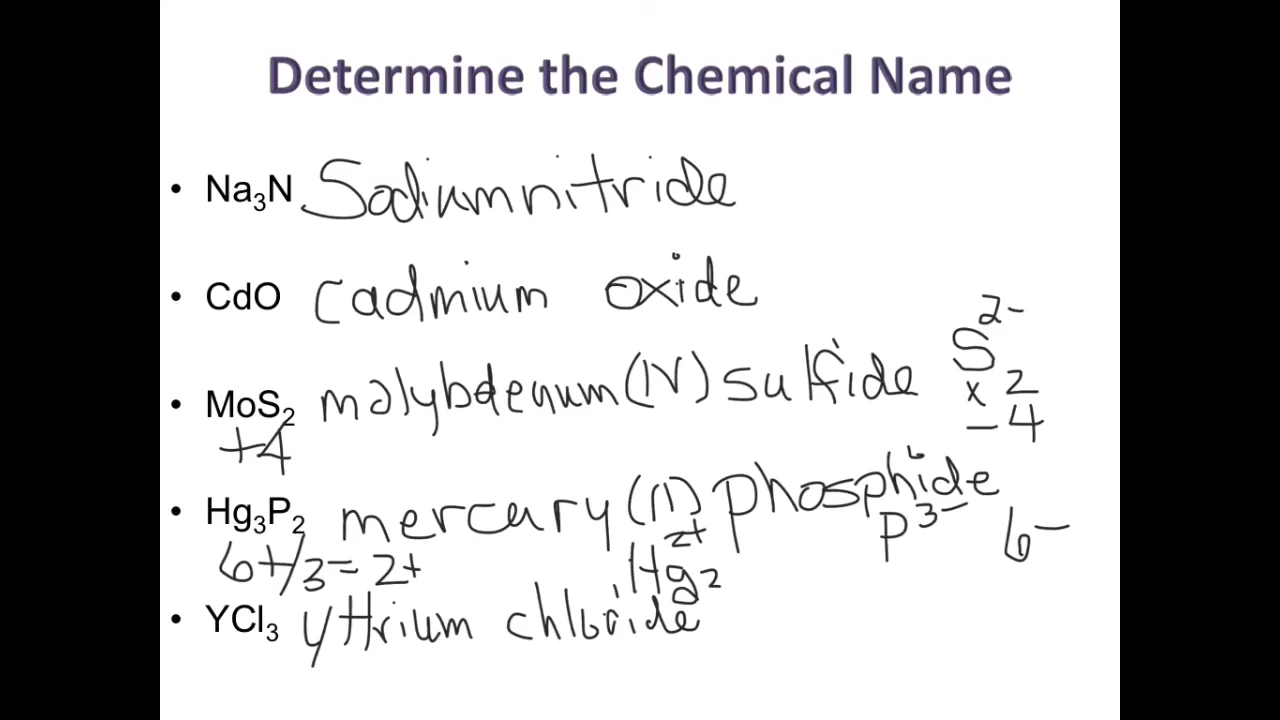 Determine the Chemical Name
• Na₃N Sodium nitride
• CdO cadmium oxide
S²⁻
x 2
-4
• MoS₂ molybdenum (IV) sulfide
+4
• Hg₃P₂ mercury (II) phosphide
P³⁻ 6-
6+/3 = 2+
2+
Hg₂
• YCl₃ yttrium chloride